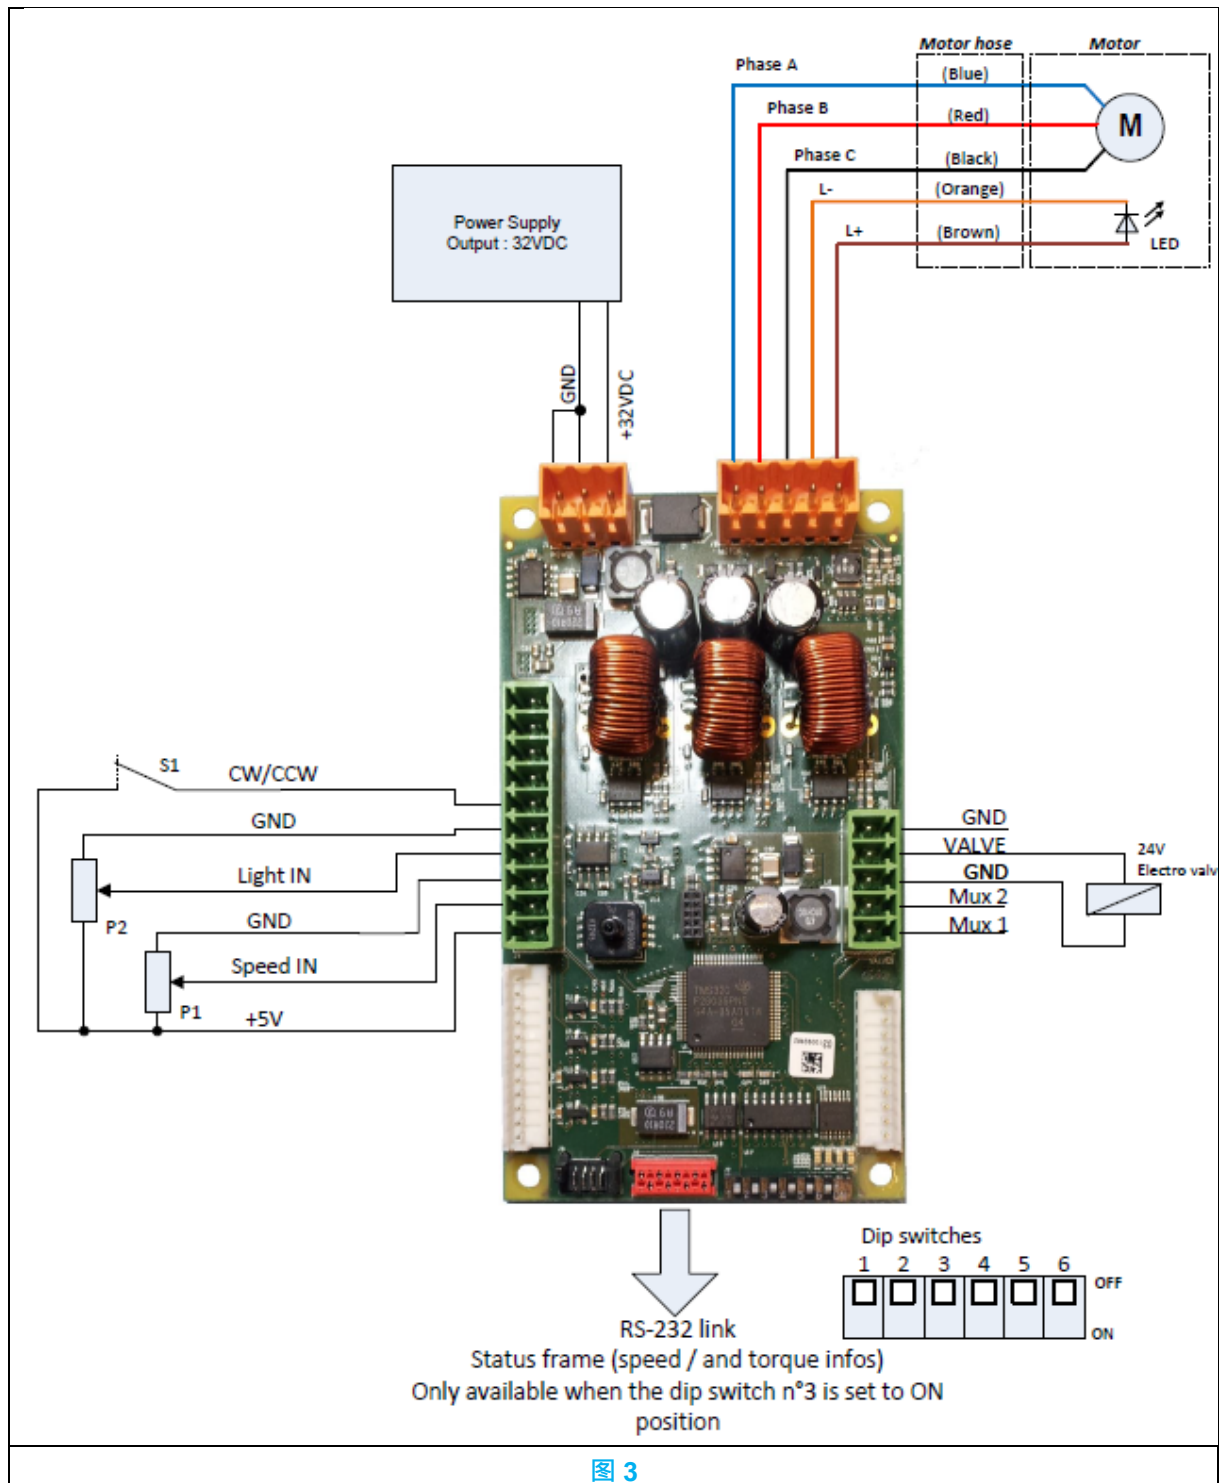 Motor hose
Motor
Phase A
(Blue)
Phase B
(Red)
M
Phase C
(Black)
L-
(Orange)
L+
(Brown)
LED
Power Supply
Output : 32VDC
GND
+32VDC
S1
CW/CCW
GND
Light IN
P2
GND
Speed IN
P1
+5V
GND
VALVE
GND
Mux 2
Mux 1
24V
Electro valv
TMS320
220R10
Dip switches
1 2 3 4 5 6
OFF
ON
RS-232 link
Status frame (speed / and torque infos)
Only available when the dip switch n°3 is set to ON
position
图 3